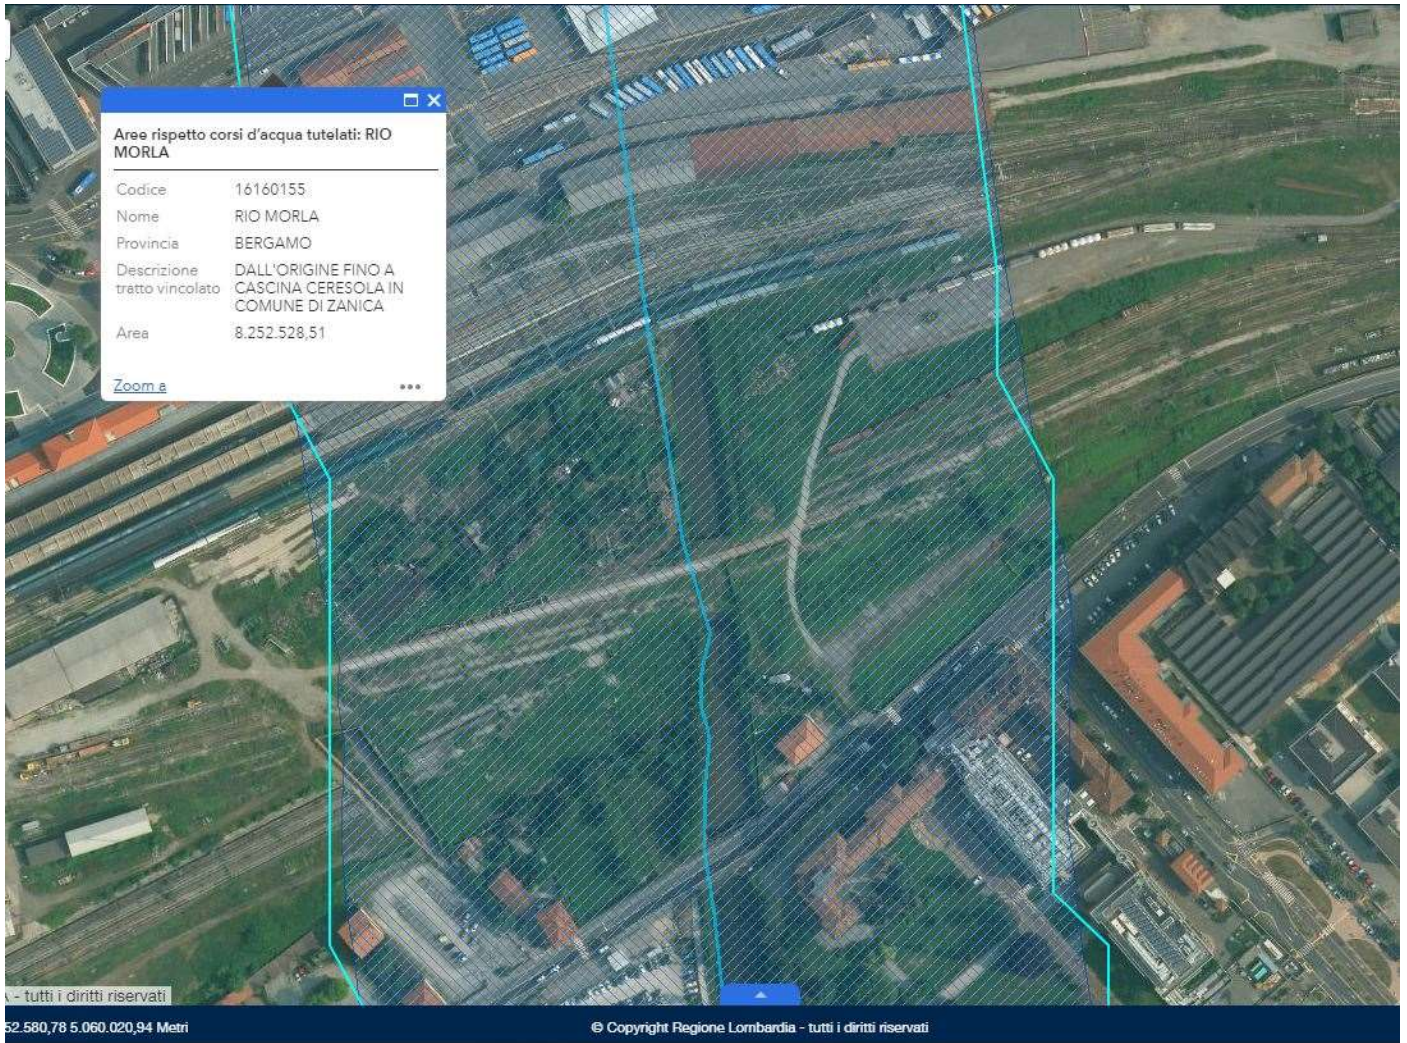 Aree rispetto corsi d'acqua tutelati: RIO
MORLA
Codice 16160155
Nome RIO MORLA
Provincia BERGAMO
Descrizione tratto vincolato DALL'ORIGINE FINO A
CASCINA CERESOLA IN
COMUNE DI ZANICA
Area 8.252.528,51
Zoom a
- tutti i diritti riservati
52.580,78 5.060.020,94 Metri
© Copyright Regione Lombardia - tutti i diritti riservati